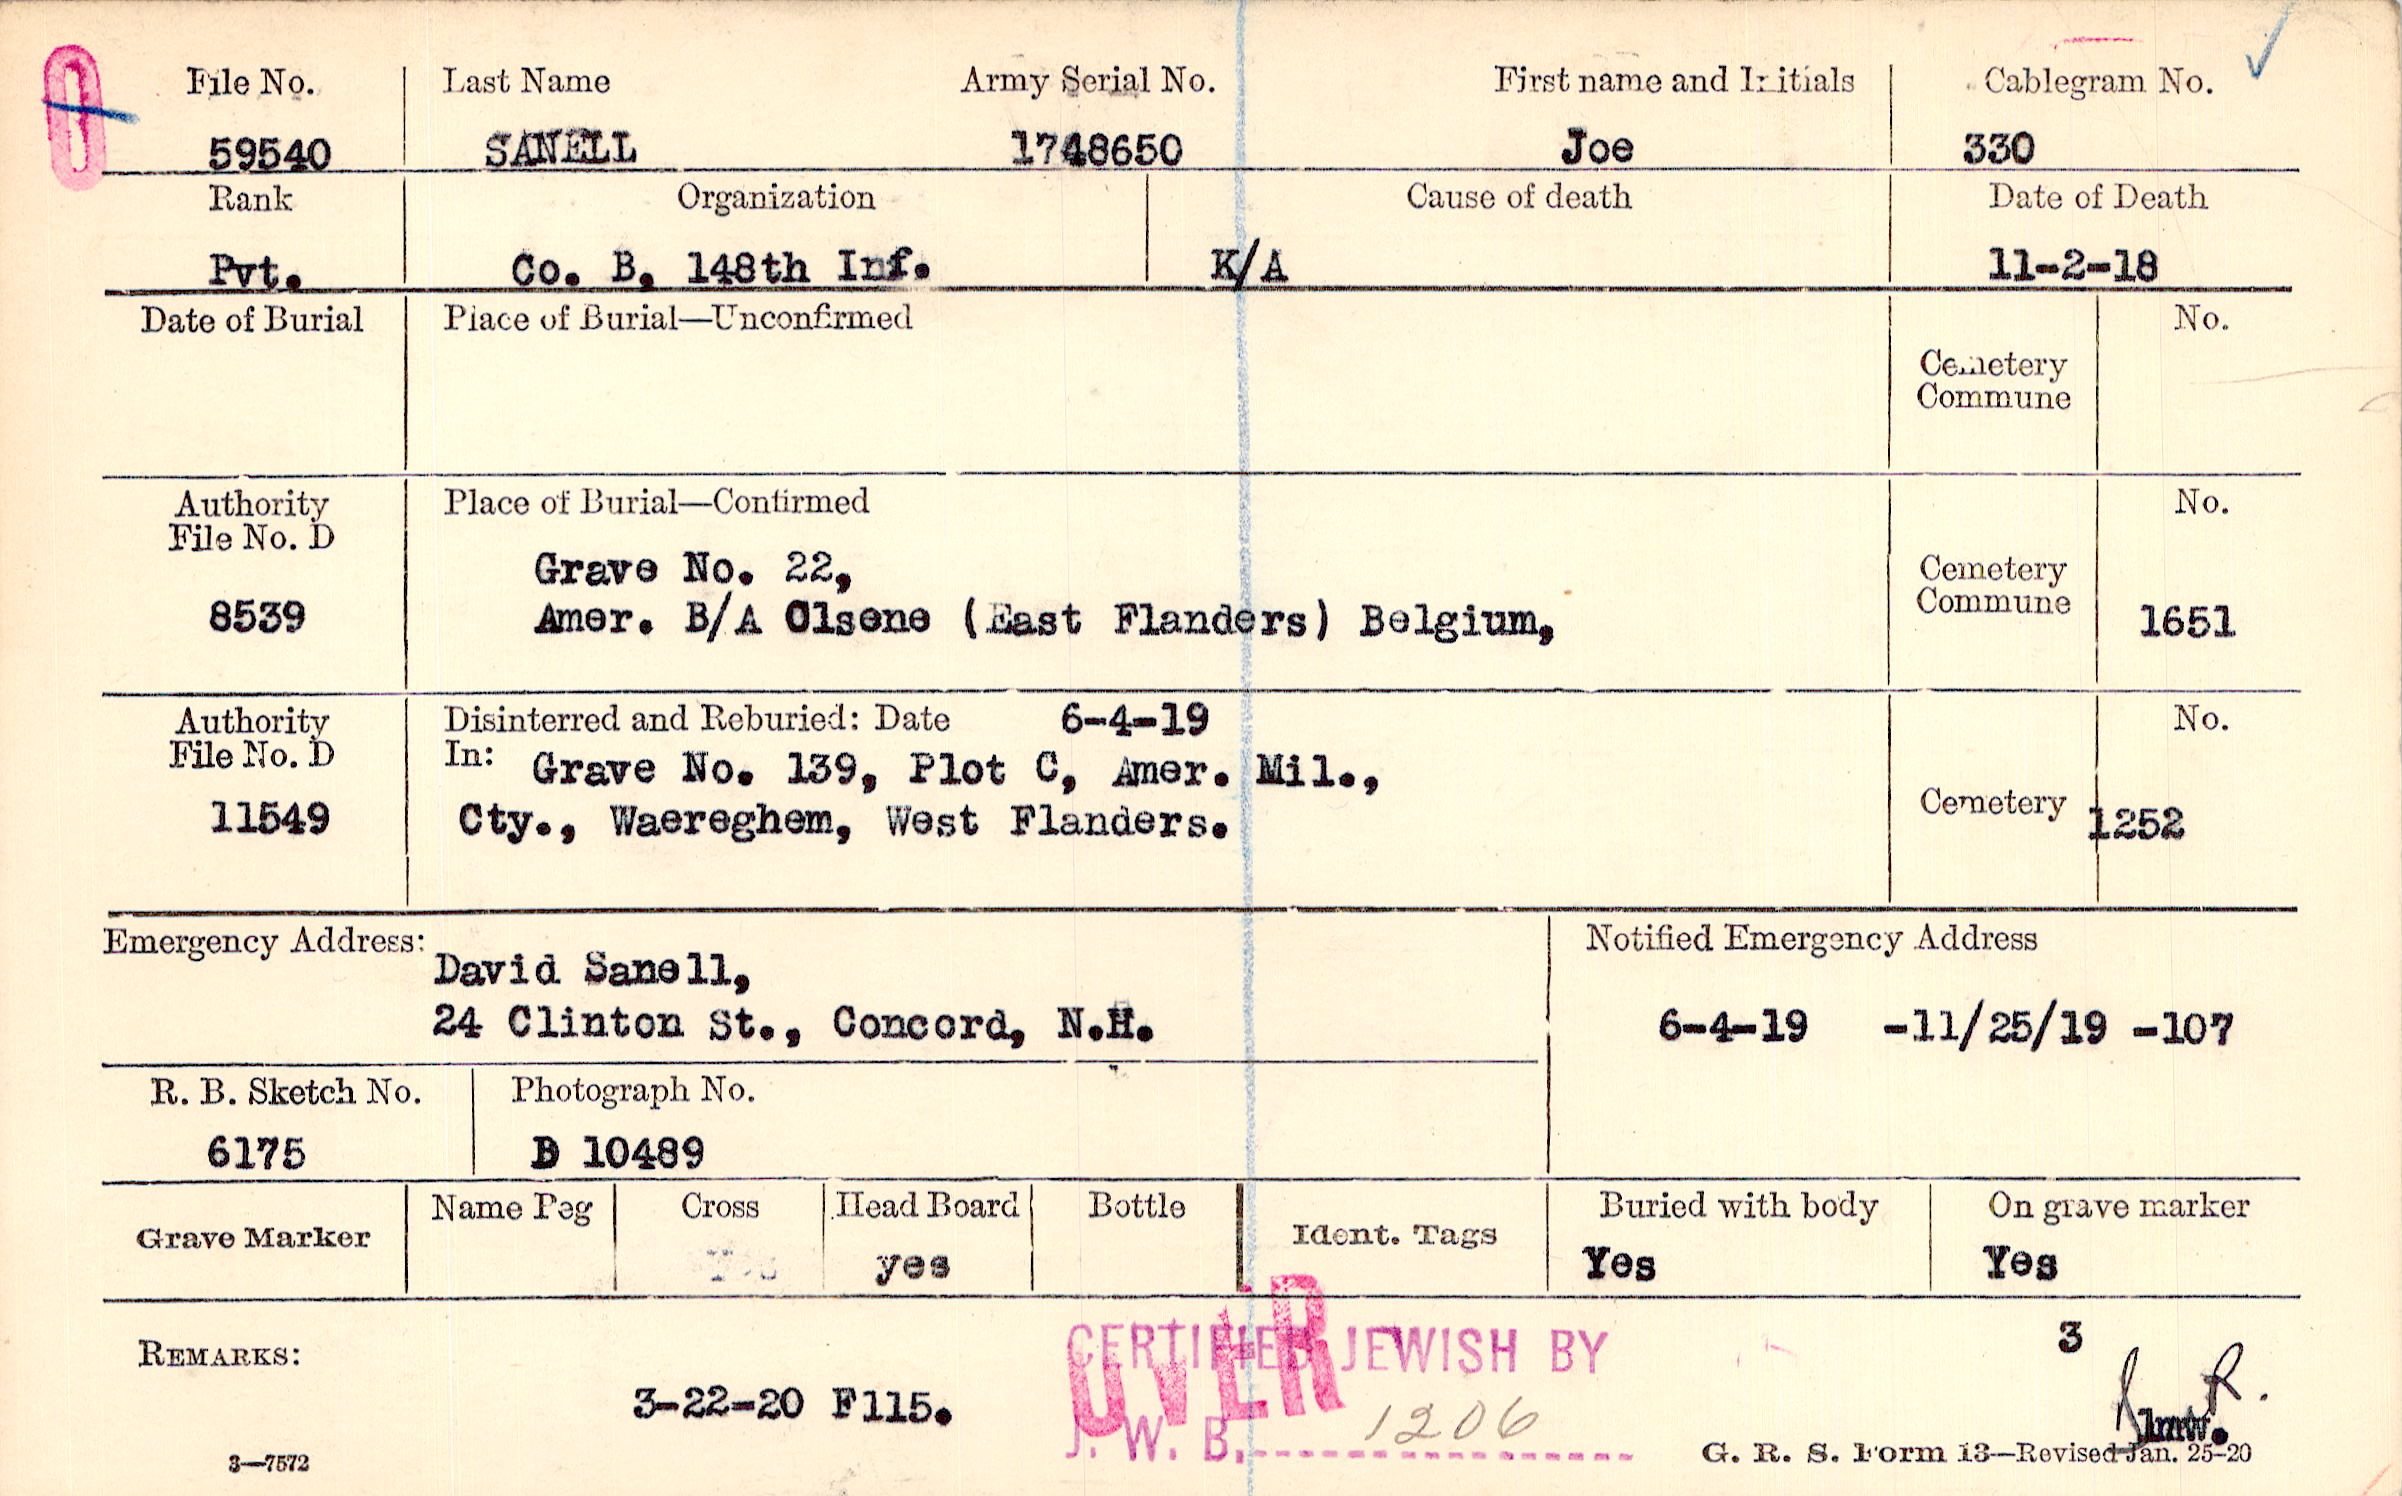 File No. Last Name Army Serial No. First name and Initials Cablegram No.
59540 SANELL 1748650 Joe 330
Rank Organization Cause of death Date of Death
Pvt. Co. B, 148th Inf. K/A 11-2-18
Date of Burial Place of Burial—Unconfirmed No.
Cemetery
Commune
Authority Place of Burial—Confirmed No.
File No. D
Grave No. 22,
Cemetery
Commune
8539 Amer. B/A Olsene (East Flanders) Belgium, 1651
Authority Disinterred and Reburied: Date 6-4-19 No.
File No. D In: Grave No. 139, Plot C, Amer. Mil.,
11549 Cty., Waereghem, West Flanders. Cemetery 1252
Emergency Address: Notified Emergency Address
David Sanell,
24 Clinton St., Concord, N.H. 6-4-19 -11/25/19 -107
R. B. Sketch No. Photograph No.
6175 D 10489
Grave Marker Name Peg Cross Head Board Bottle Ident. Tags Buried with body On grave marker
yes Yes Yes
REMARKS: 3
CERTIFIED JEWISH BY
OVER
3-22-20 F115.
J. W. B. 1206
jmw.
3—7572 G. R. S. Form 13—Revised Jan. 25-20